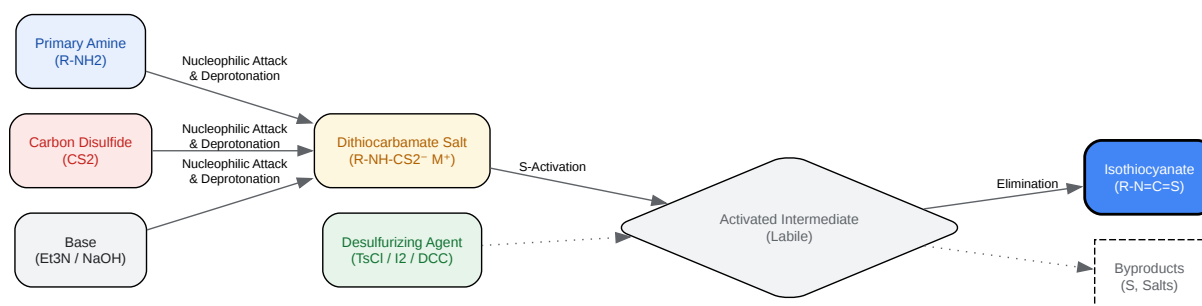 Primary Amine
(R-NH2)
Nucleophilic Attack
& Deprotonation
Carbon Disulfide
(CS2)
Nucleophilic Attack
& Deprotonation
Nucleophilic Attack
& Deprotonation
Base
(Et3N / NaOH)
Dithiocarbamate Salt
(R-NH-CS2⁻ M⁺)
Desulfurizing Agent
(TsCl / I2 / DCC)
S-Activation
Activated Intermediate
(Labile)
Elimination
Isothiocyanate
(R-N=C=S)
Byproducts
(S, Salts)